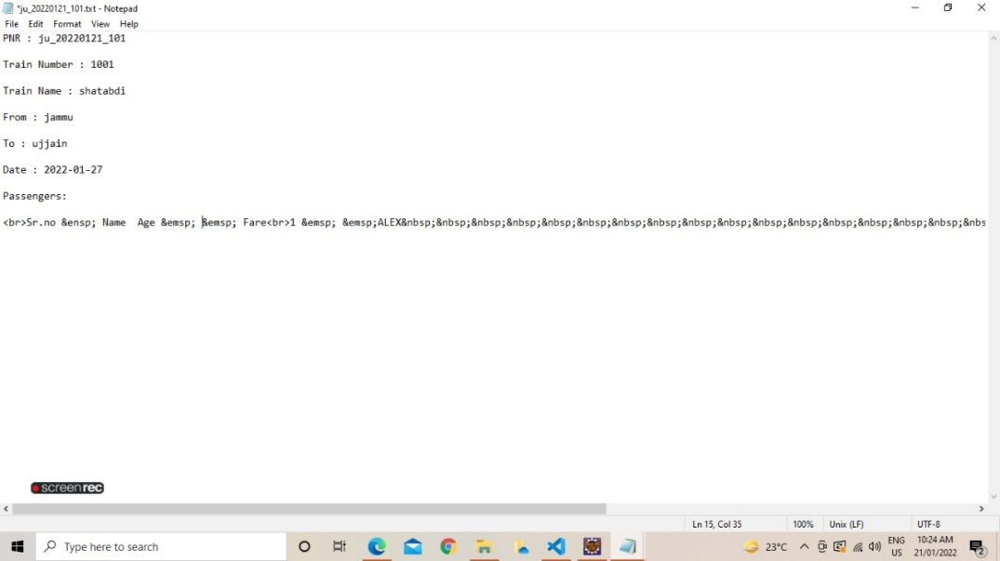 *ju_20220121_101.txt - Notepad
File Edit Format View Help
PNR : ju_20220121_101
Train Number : 1001
Train Name : shatabdi
From : jammu
To : ujjain
Date : 2022-01-27
Passengers:
<br>Sr.no &ensp; Name  Age &emsp; &emsp; Fare<br>1 &emsp; &emsp;ALEX&nbsp;&nbsp;&nbsp;&nbsp;&nbsp;&nbsp;&nbsp;&nbsp;&nbsp;&nbsp;&nbsp;&nbsp;&nbsp;&nbsp;&nbsp;&nbsp;&nbs
screenrec
Ln 15, Col 35 100% Unix (LF) UTF-8
Type here to search 23°C ENG US 10:24 AM 21/01/2022 2